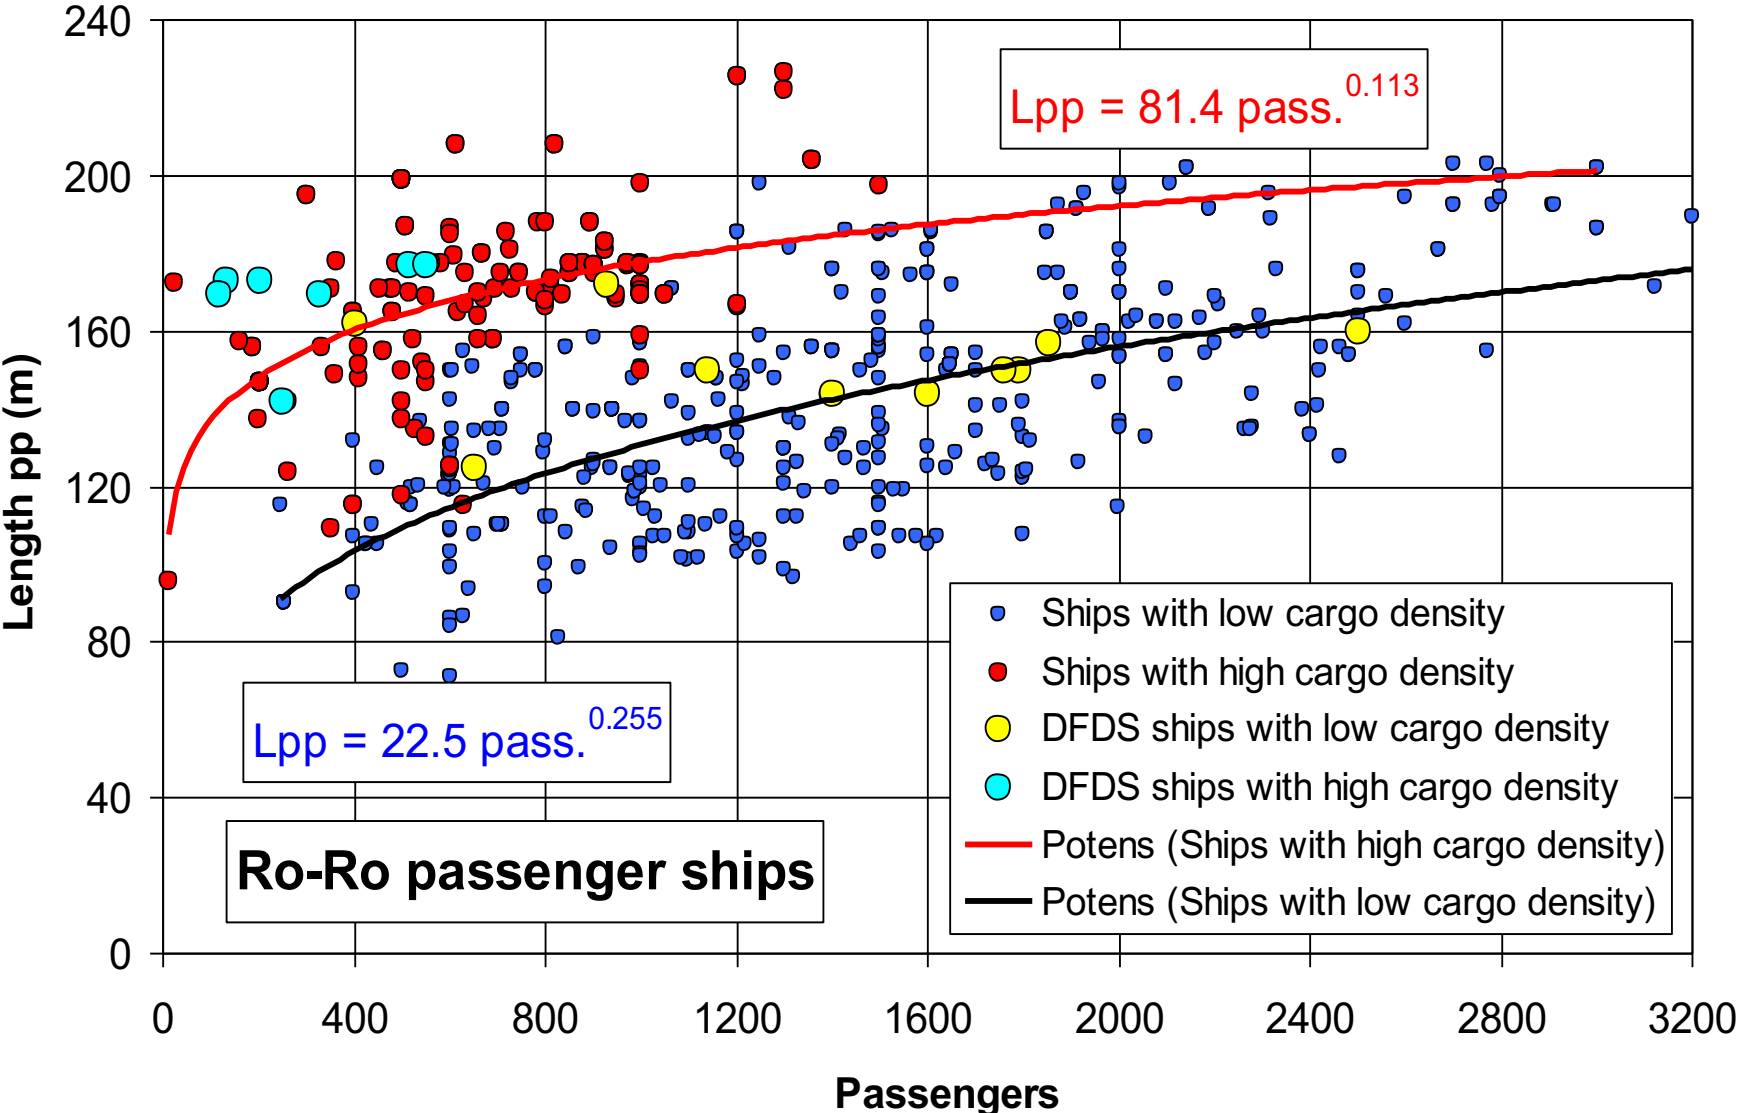 240
200
160
120
80
40
0
Length pp (m)
Lpp = 81.4 pass.^0.113
Lpp = 22.5 pass.^0.255
Ro-Ro passenger ships
Ships with low cargo density
Ships with high cargo density
DFDS ships with low cargo density
DFDS ships with high cargo density
Potens (Ships with high cargo density)
Potens (Ships with low cargo density)
0 400 800 1200 1600 2000 2400 2800 3200
Passengers